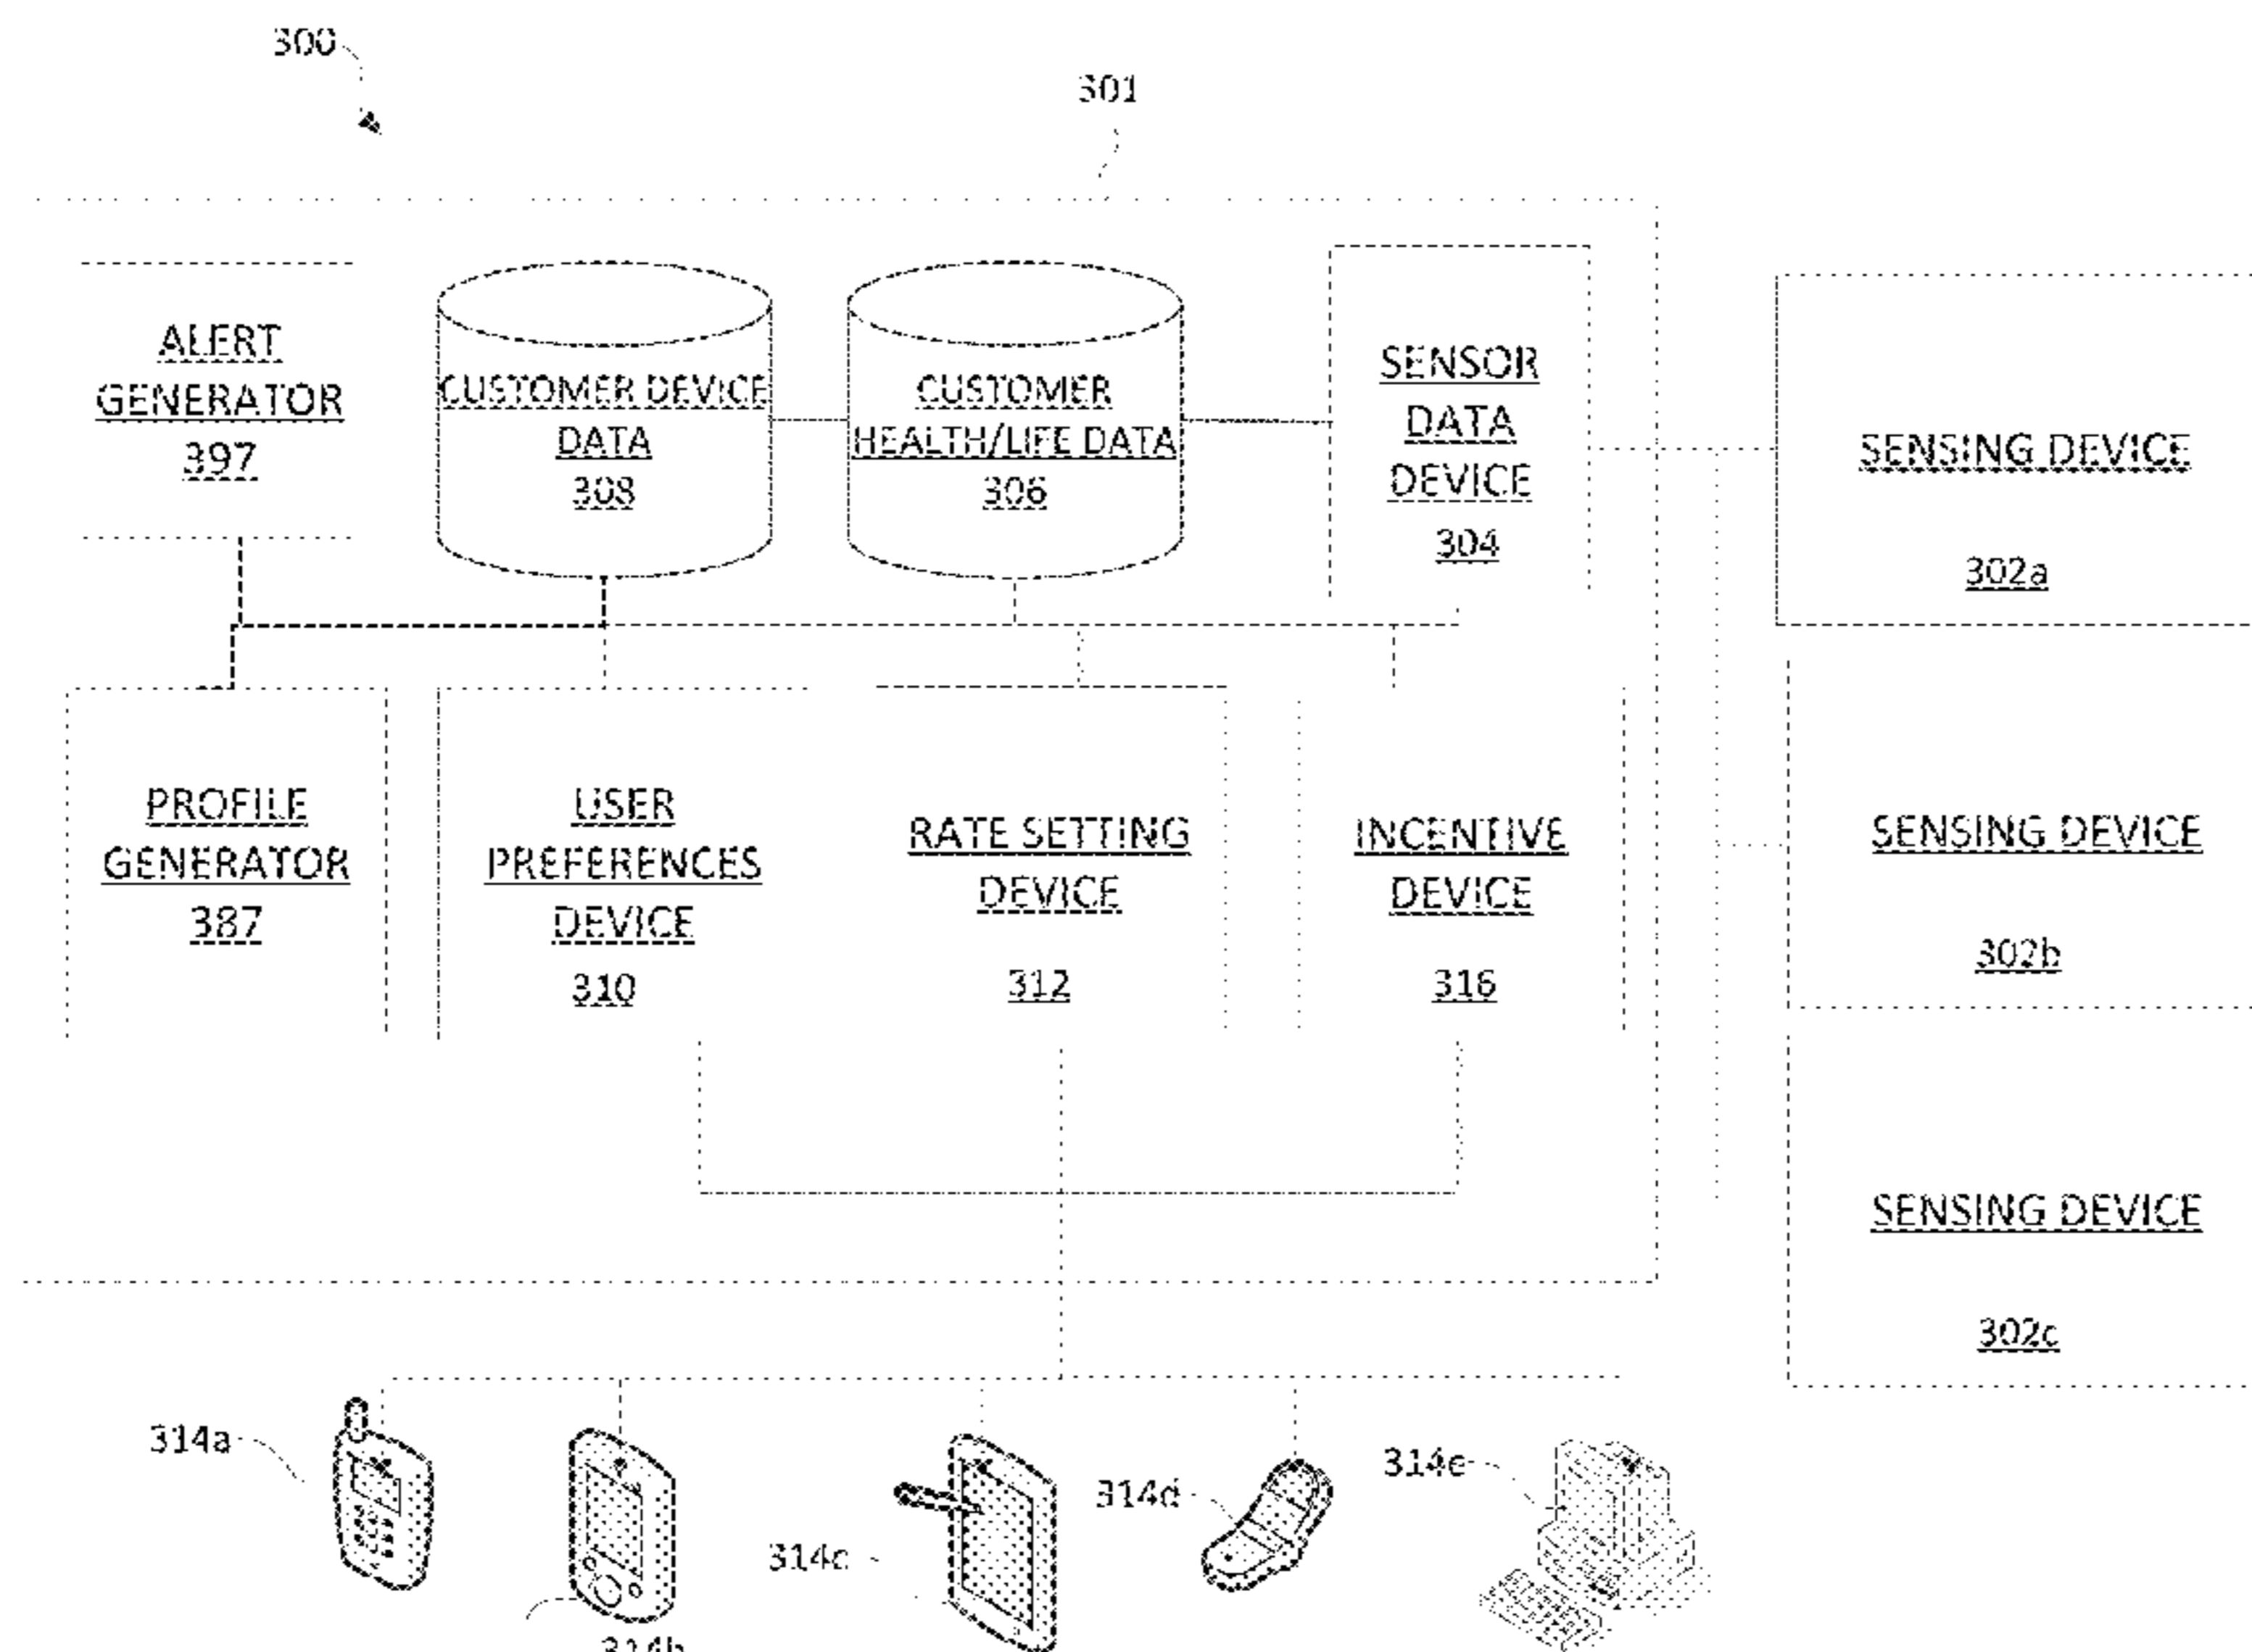 300
301
ALERT
GENERATOR
397
CUSTOMER DEVICE
DATA
308
CUSTOMER
HEALTH/LIFE DATA
306
SENSOR
DATA
DEVICE
304
SENSING DEVICE
302a
PROFILE
GENERATOR
387
USER
PREFERENCES
DEVICE
310
RATE SETTING
DEVICE
312
INCENTIVE
DEVICE
316
SENSING DEVICE
302b
SENSING DEVICE
302c
314a
314b
314c
314d
314e